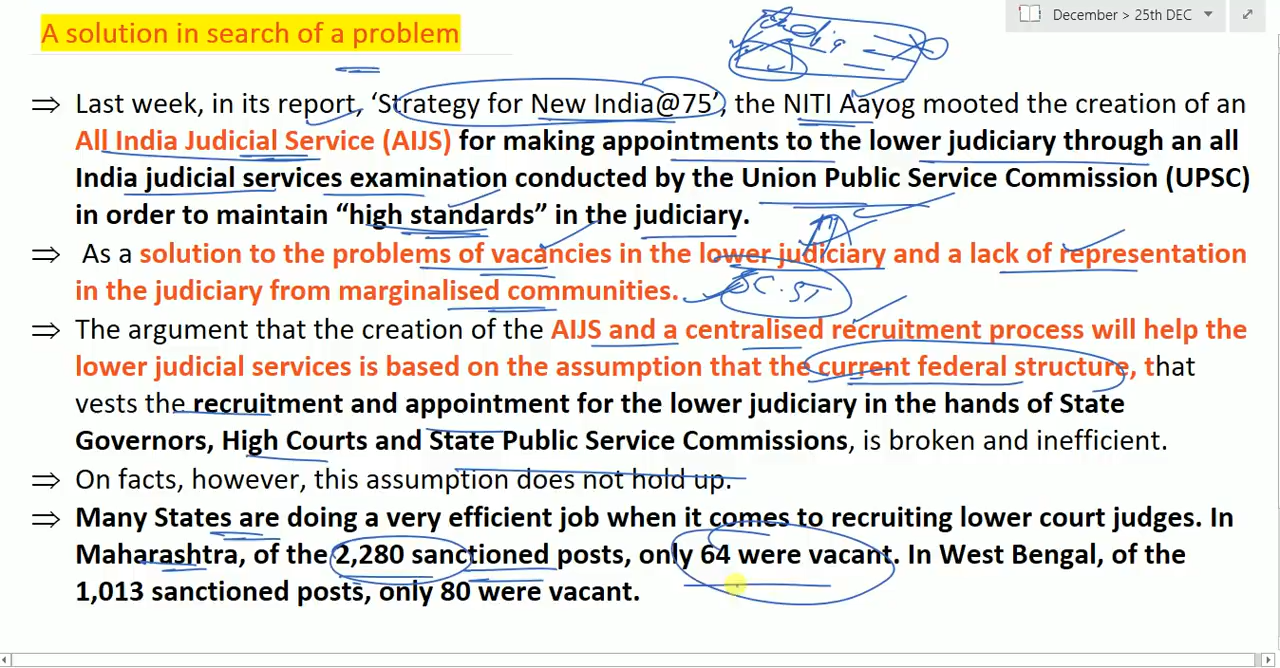 December > 25th DEC
A solution in search of a problem
⇒ Last week, in its report, ‘Strategy for New India@75’, the NITI Aayog mooted the creation of an
All India Judicial Service (AIJS) for making appointments to the lower judiciary through an all
India judicial services examination conducted by the Union Public Service Commission (UPSC)
in order to maintain “high standards” in the judiciary.
⇒ As a solution to the problems of vacancies in the lower judiciary and a lack of representation
in the judiciary from marginalised communities.
SC·ST
⇒ The argument that the creation of the AIJS and a centralised recruitment process will help the
lower judicial services is based on the assumption that the current federal structure, that
vests the recruitment and appointment for the lower judiciary in the hands of State
Governors, High Courts and State Public Service Commissions, is broken and inefficient.
⇒ On facts, however, this assumption does not hold up.
⇒ Many States are doing a very efficient job when it comes to recruiting lower court judges. In
Maharashtra, of the 2,280 sanctioned posts, only 64 were vacant. In West Bengal, of the
1,013 sanctioned posts, only 80 were vacant.